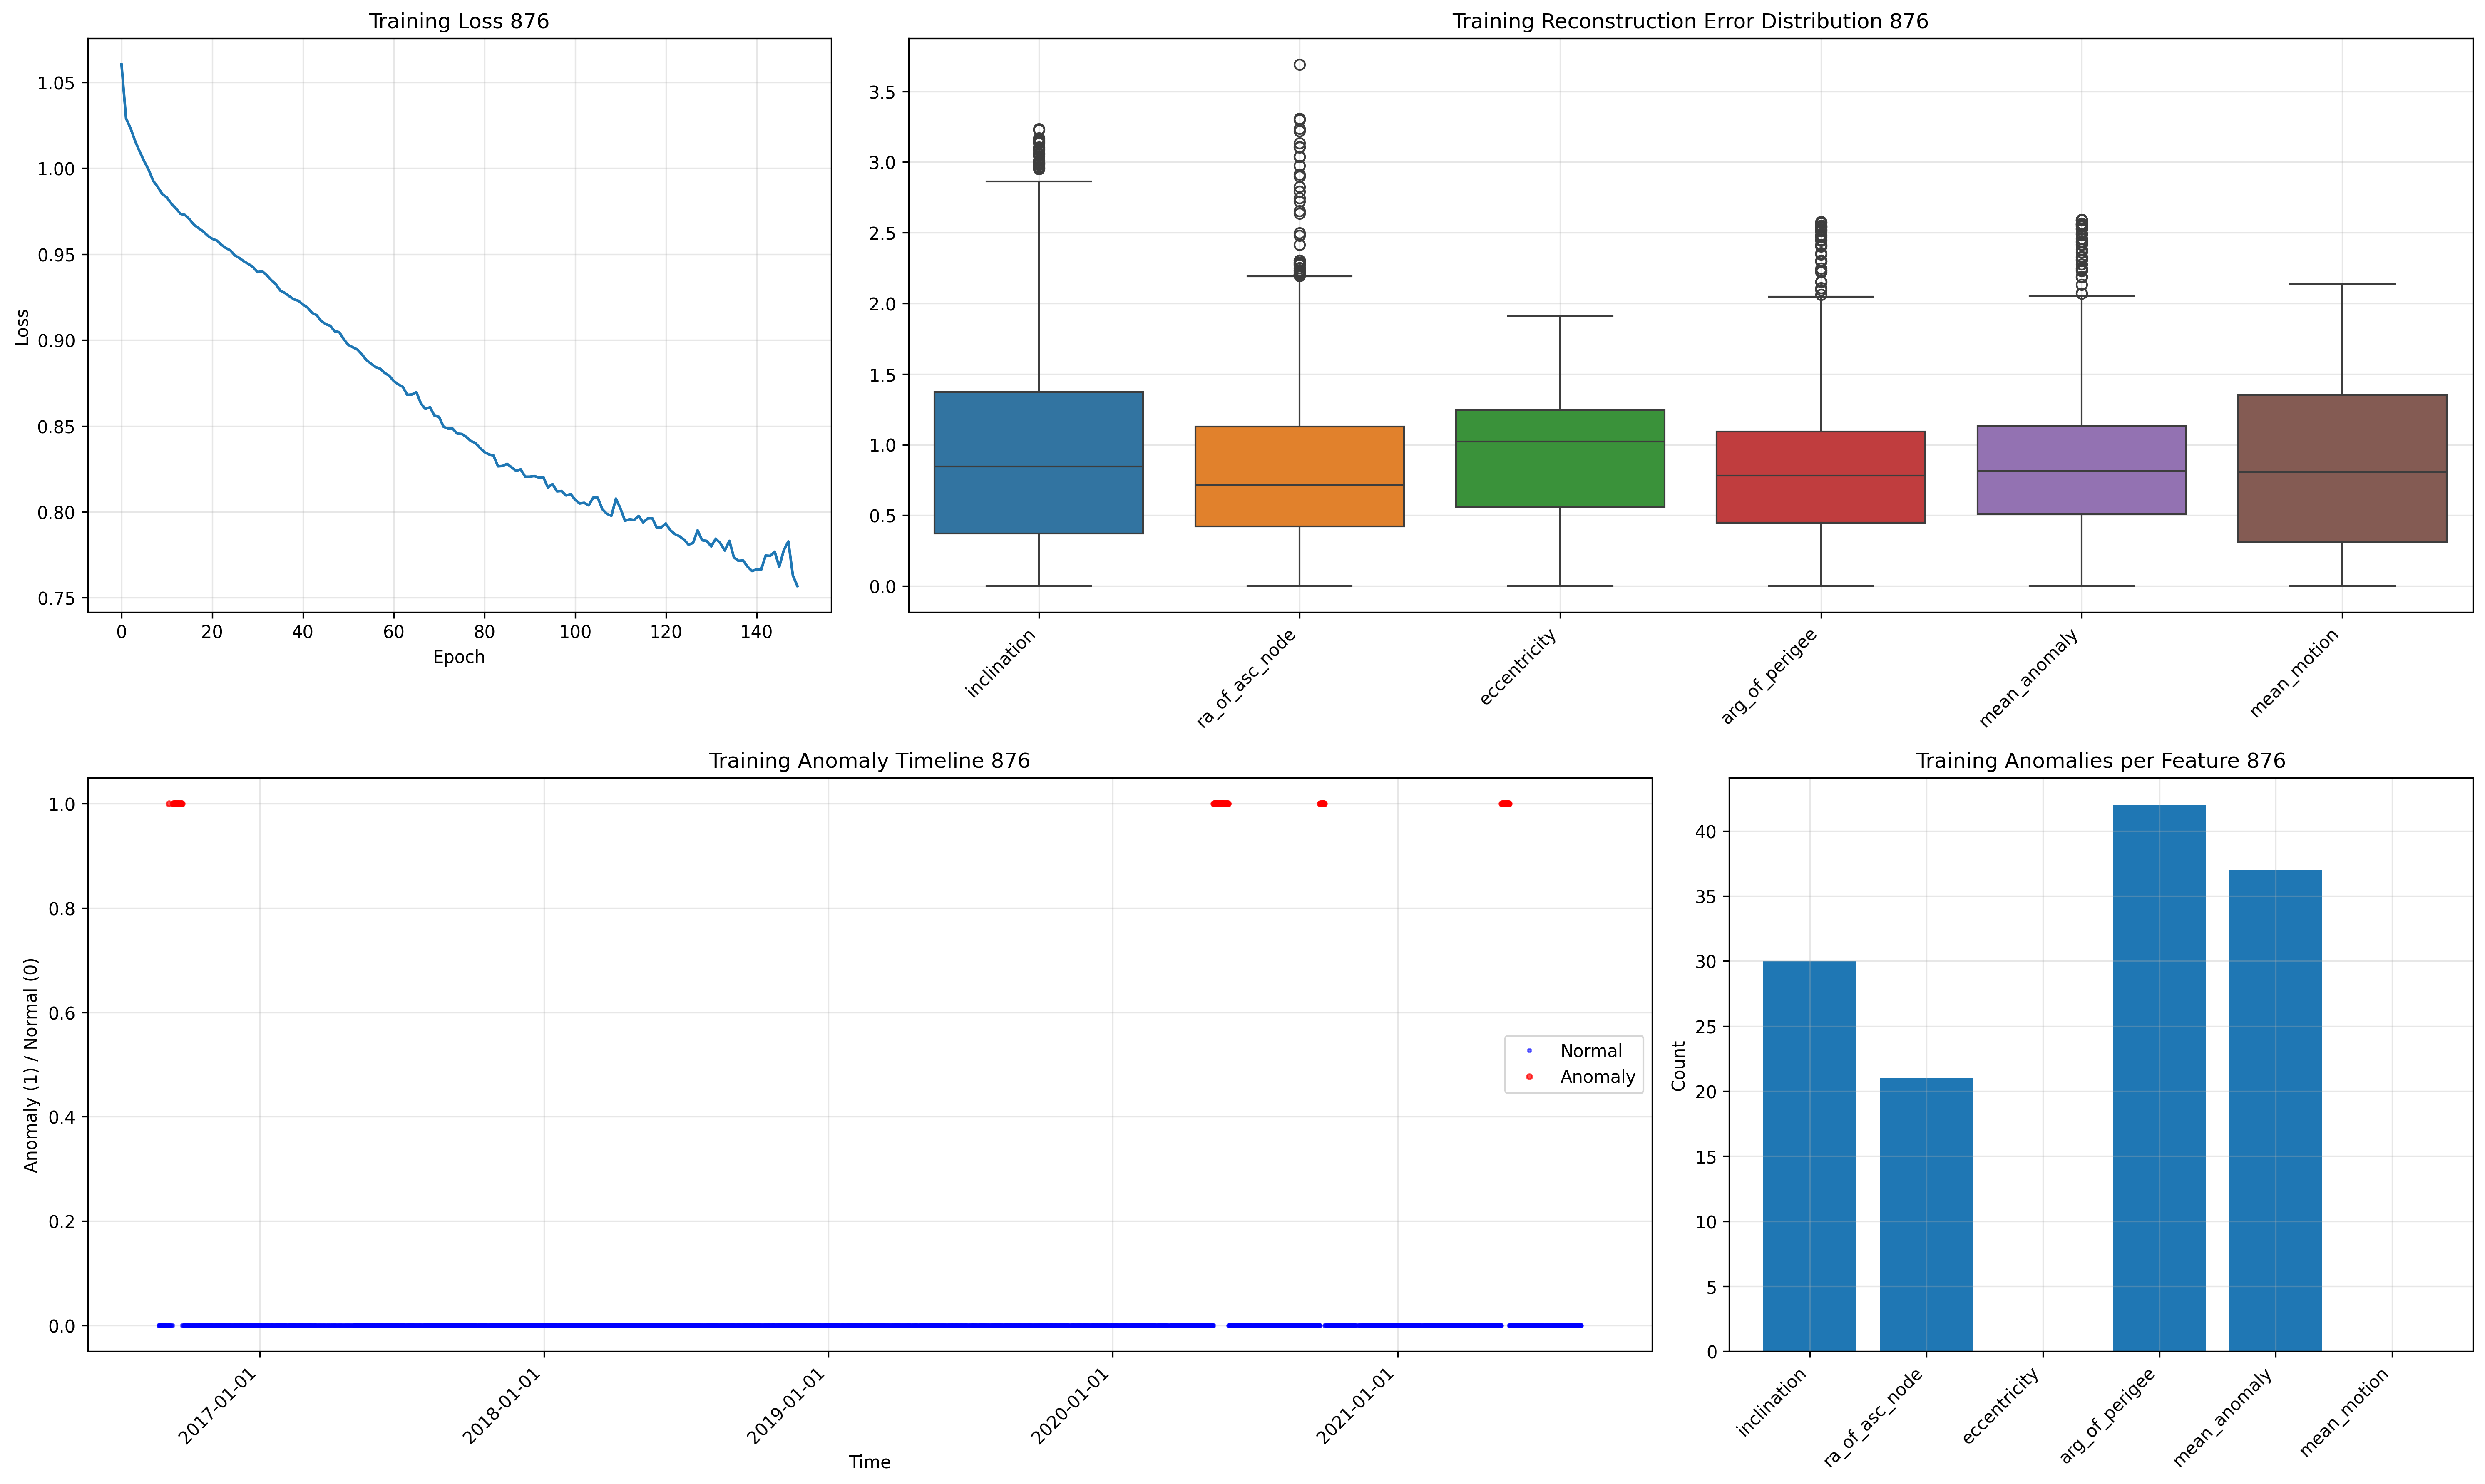 Training Loss 876
1.05
1.00
0.95
0.90
0.85
0.80
0.75
Loss
0 20 40 60 80 100 120 140
Epoch
Training Reconstruction Error Distribution 876
3.5
3.0
2.5
2.0
1.5
1.0
0.5
0.0
inclination
ra_of_asc_node
eccentricity
arg_of_perigee
mean_anomaly
mean_motion
Training Anomaly Timeline 876
1.0
0.8
0.6
0.4
0.2
0.0
Anomaly (1) / Normal (0)
Normal
Anomaly
2017-01-01
2018-01-01
2019-01-01
2020-01-01
2021-01-01
Time
Training Anomalies per Feature 876
40
35
30
25
20
15
10
5
0
Count
inclination
ra_of_asc_node
eccentricity
arg_of_perigee
mean_anomaly
mean_motion